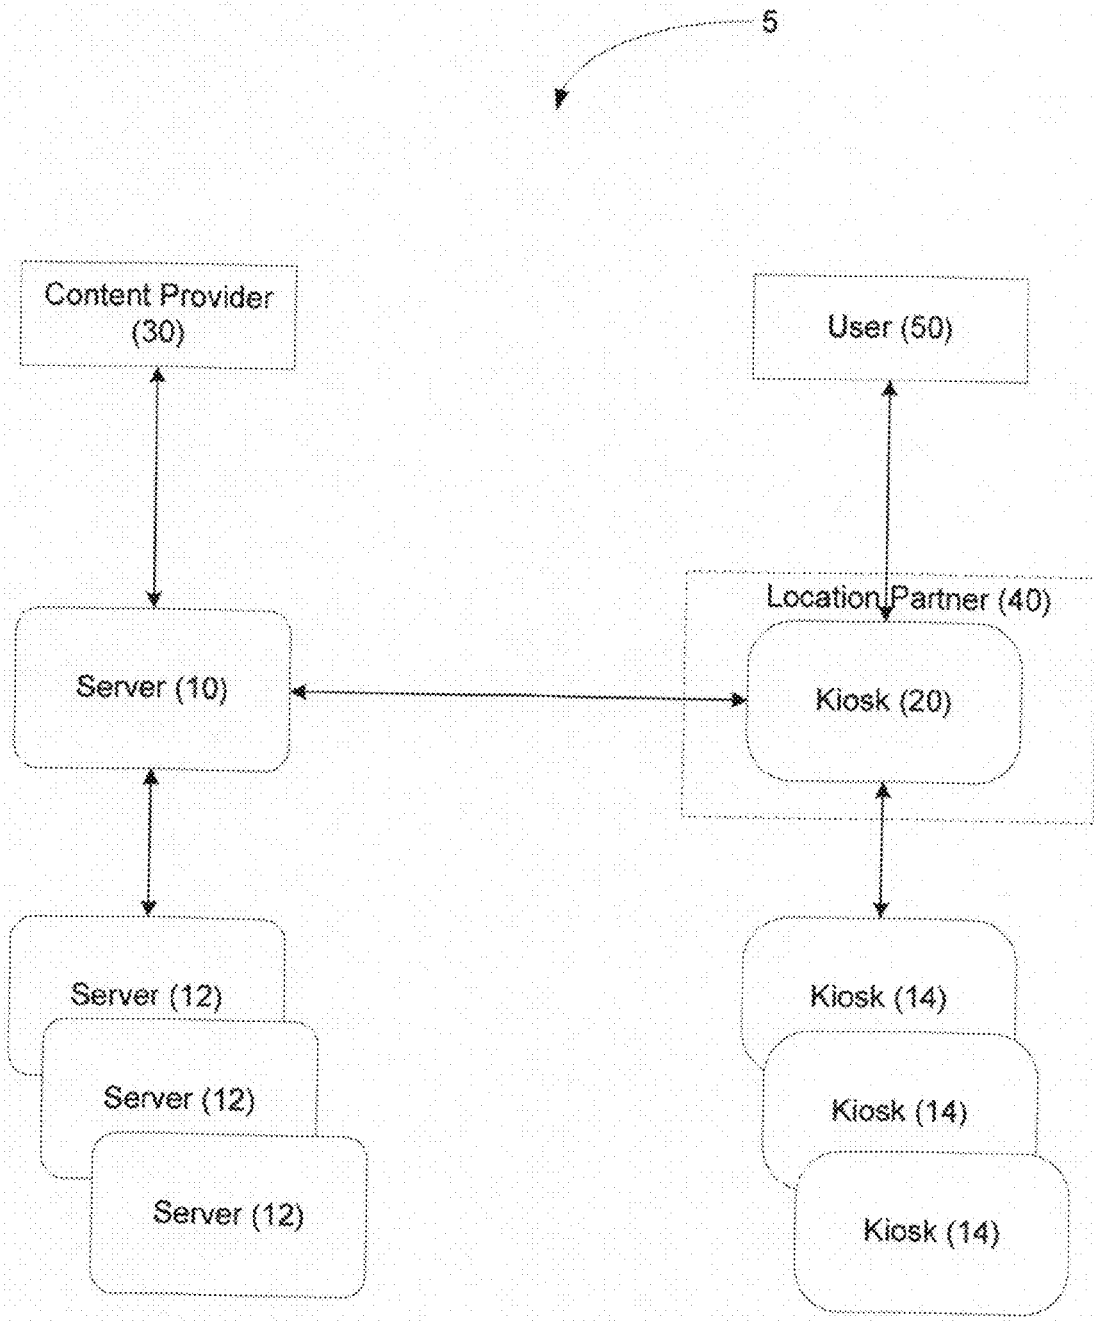 5
Content Provider
(30)
User (50)
Location Partner (40)
Server (10)
Kiosk (20)
Server (12)
Kiosk (14)
Server (12)
Kiosk (14)
Server (12)
Kiosk (14)